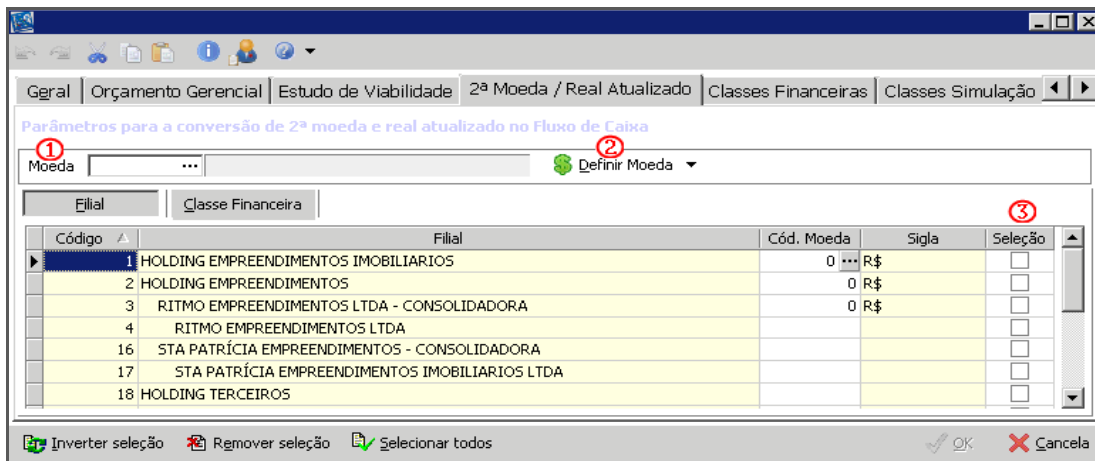 Geral Orçamento Gerencial Estudo de Viabilidade 2ª Moeda / Real Atualizado Classes Financeiras Classes Simulação
Parâmetros para a conversão de 2ª moeda e real atualizado no Fluxo de Caixa
1 2
Moeda ... $ Definir Moeda
Filial Classe Financeira
3
Código Filial Cód. Moeda Sigla Seleção
1 HOLDING EMPREENDIMENTOS IMOBILIARIOS 0 ... R$
2 HOLDING EMPREENDIMENTOS 0 R$
3 RITMO EMPREENDIMENTOS LTDA - CONSOLIDADORA 0 R$
4 RITMO EMPREENDIMENTOS LTDA
16 STA PATRÍCIA EMPREENDIMENTOS - CONSOLIDADORA
17 STA PATRÍCIA EMPREENDIMENTOS IMOBILIARIOS LTDA
18 HOLDING TERCEIROS
Inverter seleção Remover seleção Selecionar todos OK Cancela